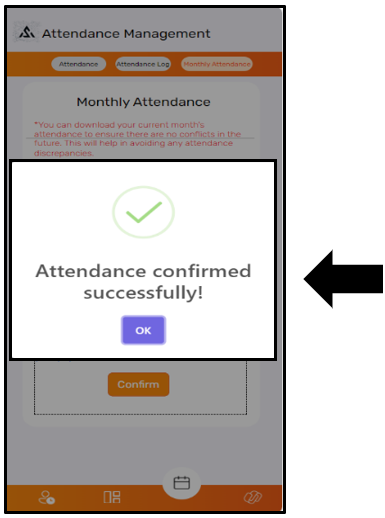 Attendance Management
Attendance
Attendance Log
Monthly Attendance
Monthly Attendance
*You can download your current month's
attendance to ensure there are no conflicts in the
future. This will help in avoiding any attendance
discrepancies.
Attendance confirmed
successfully!
OK
Confirm